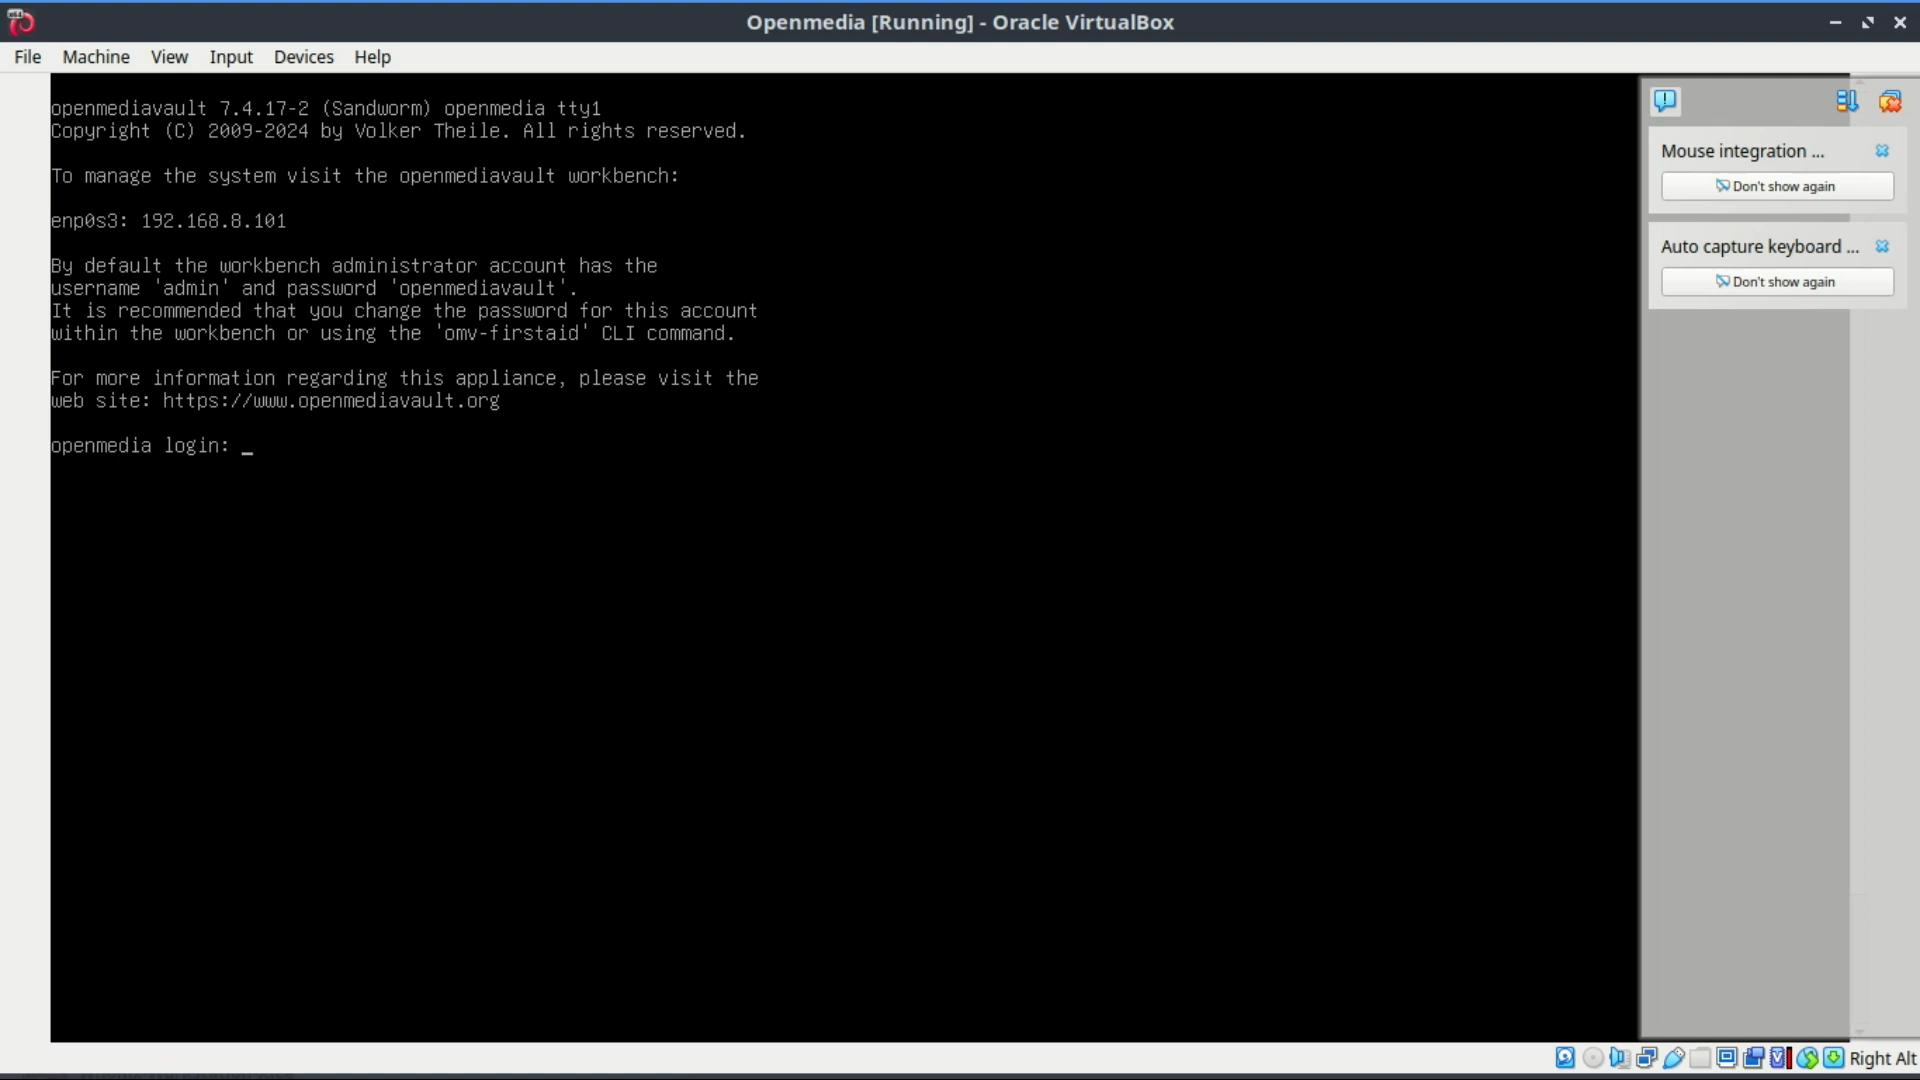 Openmedia [Running] - Oracle VirtualBox
File Machine View Input Devices Help
openmediavault 7.4.17-2 (Sandworm) openmedia tty1
Copyright (C) 2009-2024 by Volker Theile. All rights reserved.
To manage the system visit the openmediavault workbench:
enp0s3: 192.168.8.101
By default the workbench administrator account has the
username 'admin' and password 'openmediavault'.
It is recommended that you change the password for this account
within the workbench or using the 'omv-firstaid' CLI command.
For more information regarding this appliance, please visit the
web site: https://www.openmediavault.org
openmedia login: _
Mouse integration ...
Don't show again
Auto capture keyboard ...
Don't show again
Right Alt